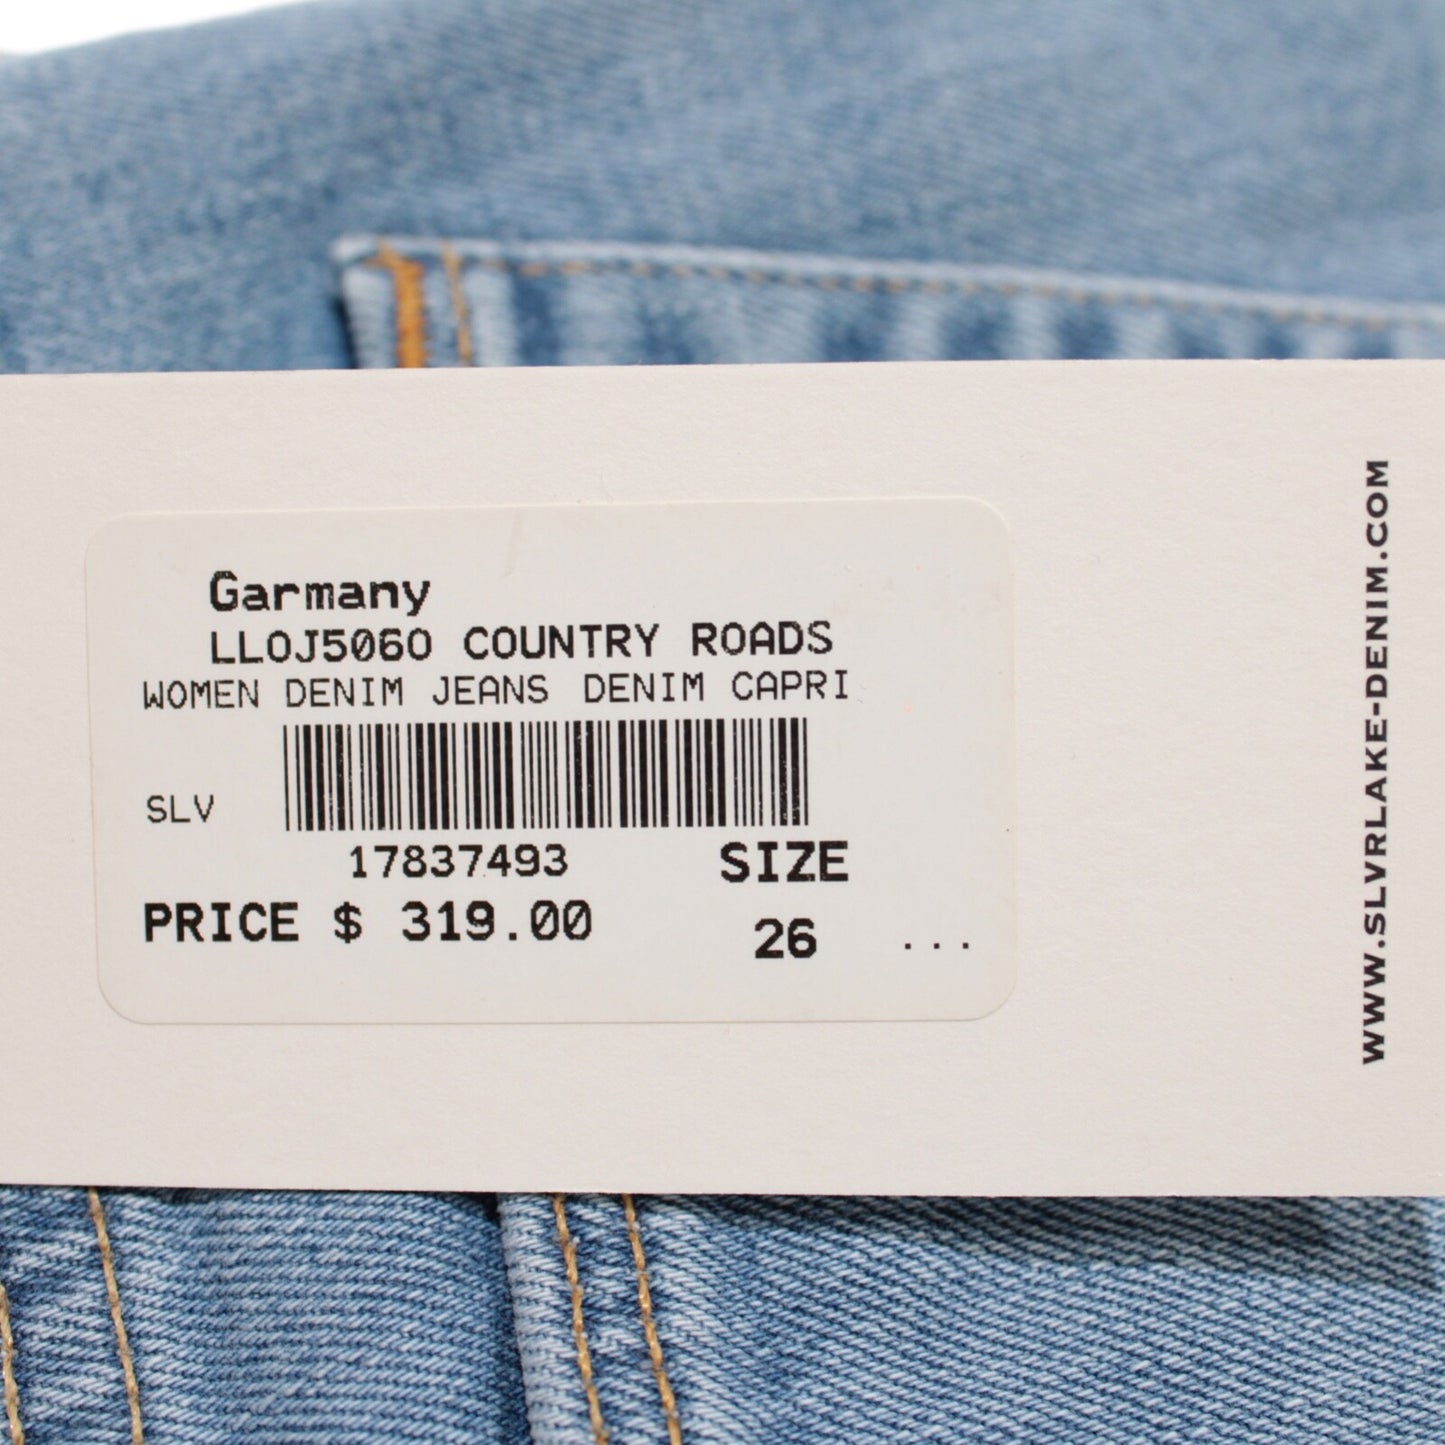 Garmany
LLOJ5060 COUNTRY ROADS
WOMEN DENIM JEANS DENIM CAPRI
SLV
17837493
SIZE
PRICE $ 319.00
26 ...
WWW.SLVRLAKE-DENIM.COM